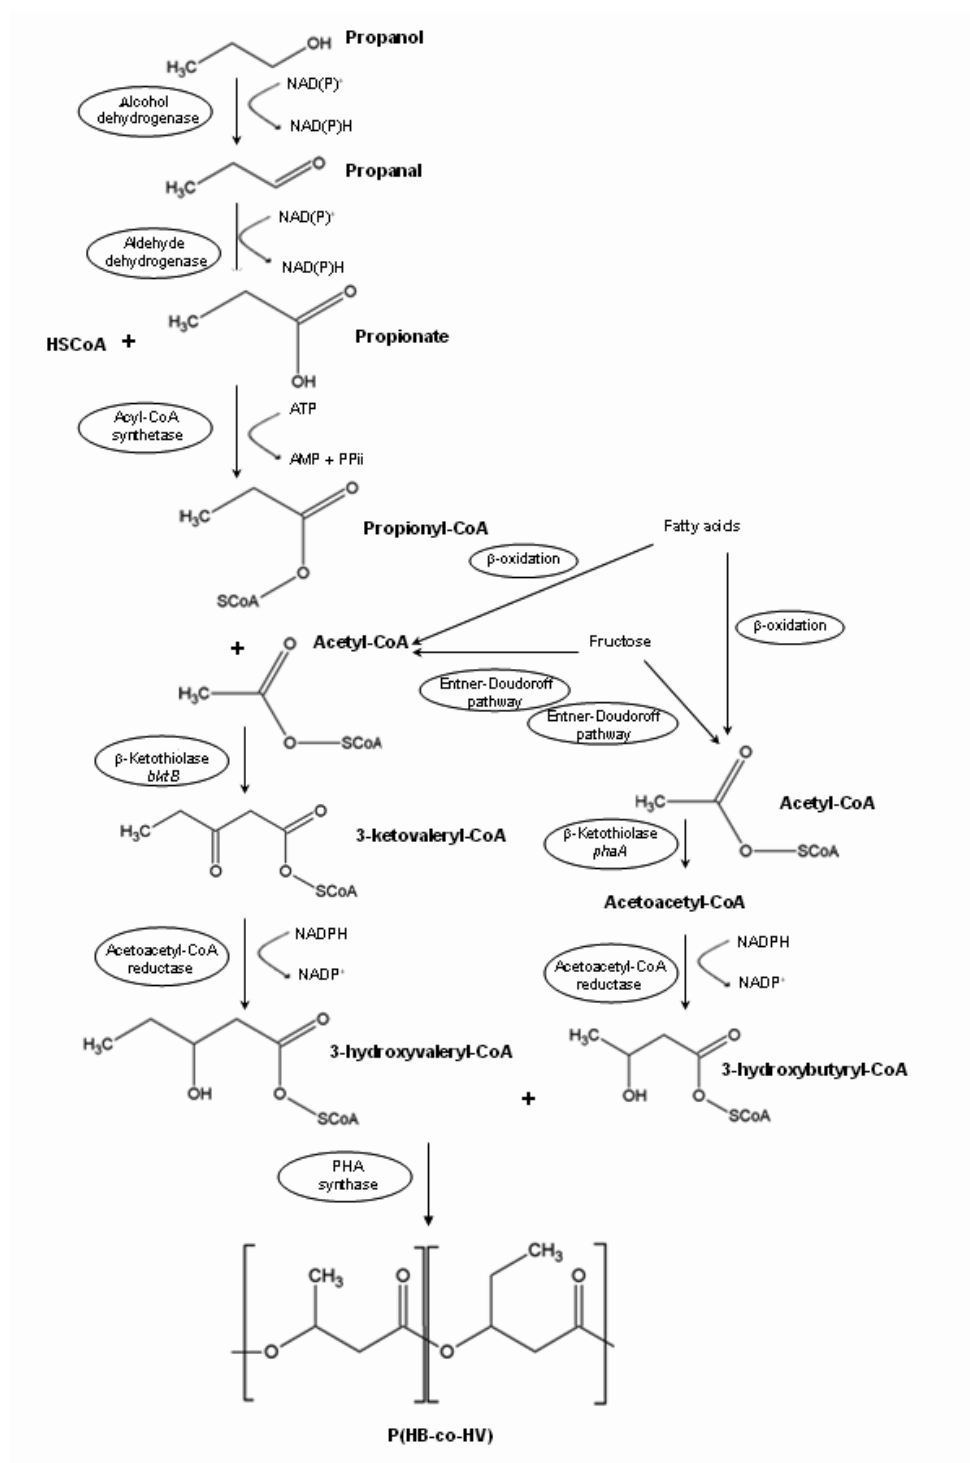 OH
Propanol
H₃C
NAD(P)⁺
Alcohol
dehydrogenase
NAD(P)H
O
Propanal
H₃C
NAD(P)⁺
Aldehyde
dehydrogenase
NAD(P)H
O
H₃C
HSCoA +
Propionate
OH
ATP
Acyl-CoA
synthetase
AMP + PPii
O
H₃C
Propionyl-CoA
Fatty acids
β-oxidation
O
SCoA
β-oxidation
+
O
Acetyl-CoA
Fructose
H₃C
Entner-Doudoroff
pathway
Entner-Doudoroff
pathway
O
SCoA
O
β-Ketothiolase
bktB
H₃C
Acetyl-CoA
O
H₃C
3-ketovaleryl-CoA
β-Ketothiolase
phaA
O
SCoA
O
O
SCoA
Acetoacetyl-CoA
NADPH
NADPH
Acetoacetyl-CoA
reductase
NADP⁺
Acetoacetyl-CoA
reductase
NADP⁺
O
H₃C
3-hydroxyvaleryl-CoA
H₃C
O
3-hydroxybutyryl-CoA
OH
O
SCoA
+
OH
O
SCoA
PHA
synthase
CH₃
CH₃
O
O
O
O
P(HB-co-HV)